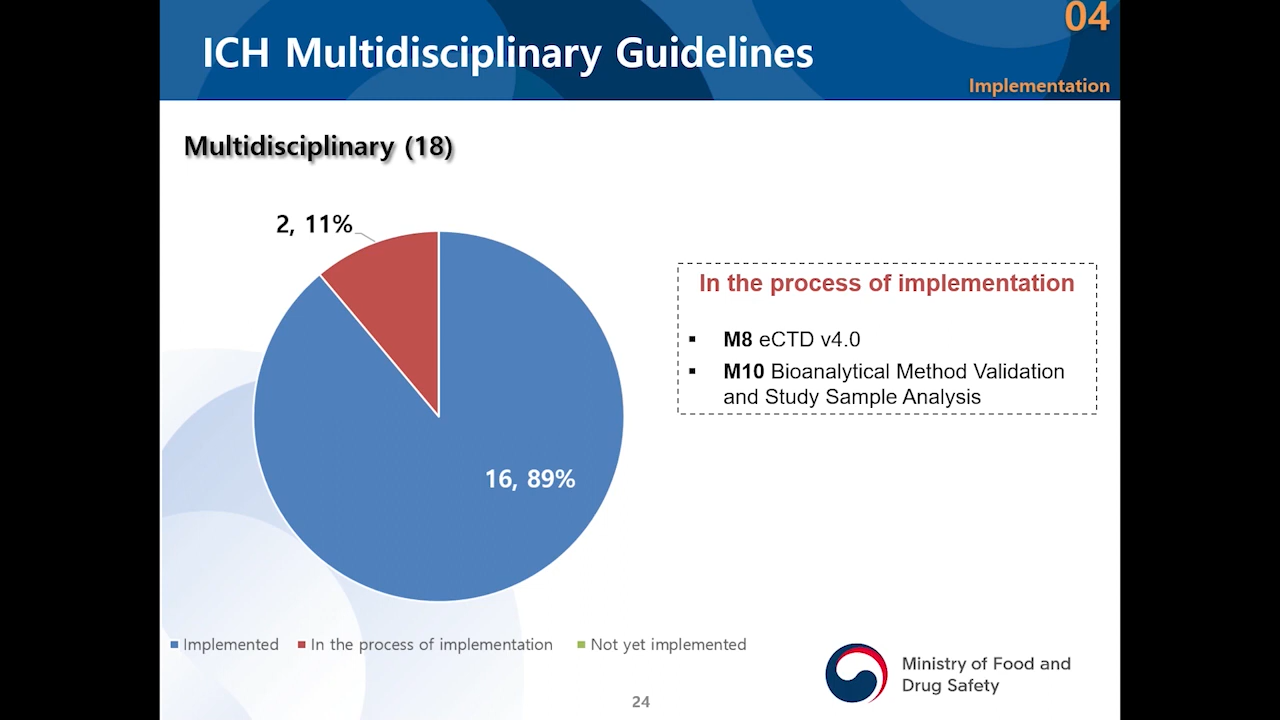 04
ICH Multidisciplinary Guidelines
Implementation
Multidisciplinary (18)
2, 11%
16, 89%
In the process of implementation
▪ M8 eCTD v4.0
▪ M10 Bioanalytical Method Validation
and Study Sample Analysis
Implemented In the process of implementation Not yet implemented
Ministry of Food and
Drug Safety
24